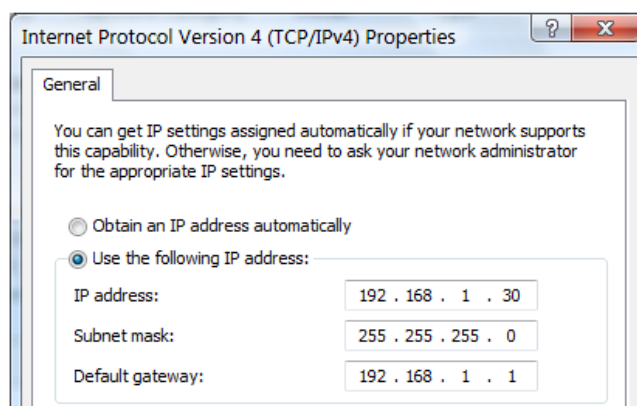 Internet Protocol Version 4 (TCP/IPv4) Properties
? X
General
You can get IP settings assigned automatically if your network supports
this capability. Otherwise, you need to ask your network administrator
for the appropriate IP settings.
Obtain an IP address automatically
Use the following IP address:
IP address: 192 . 168 . 1 . 30
Subnet mask: 255 . 255 . 255 . 0
Default gateway: 192 . 168 . 1 . 1